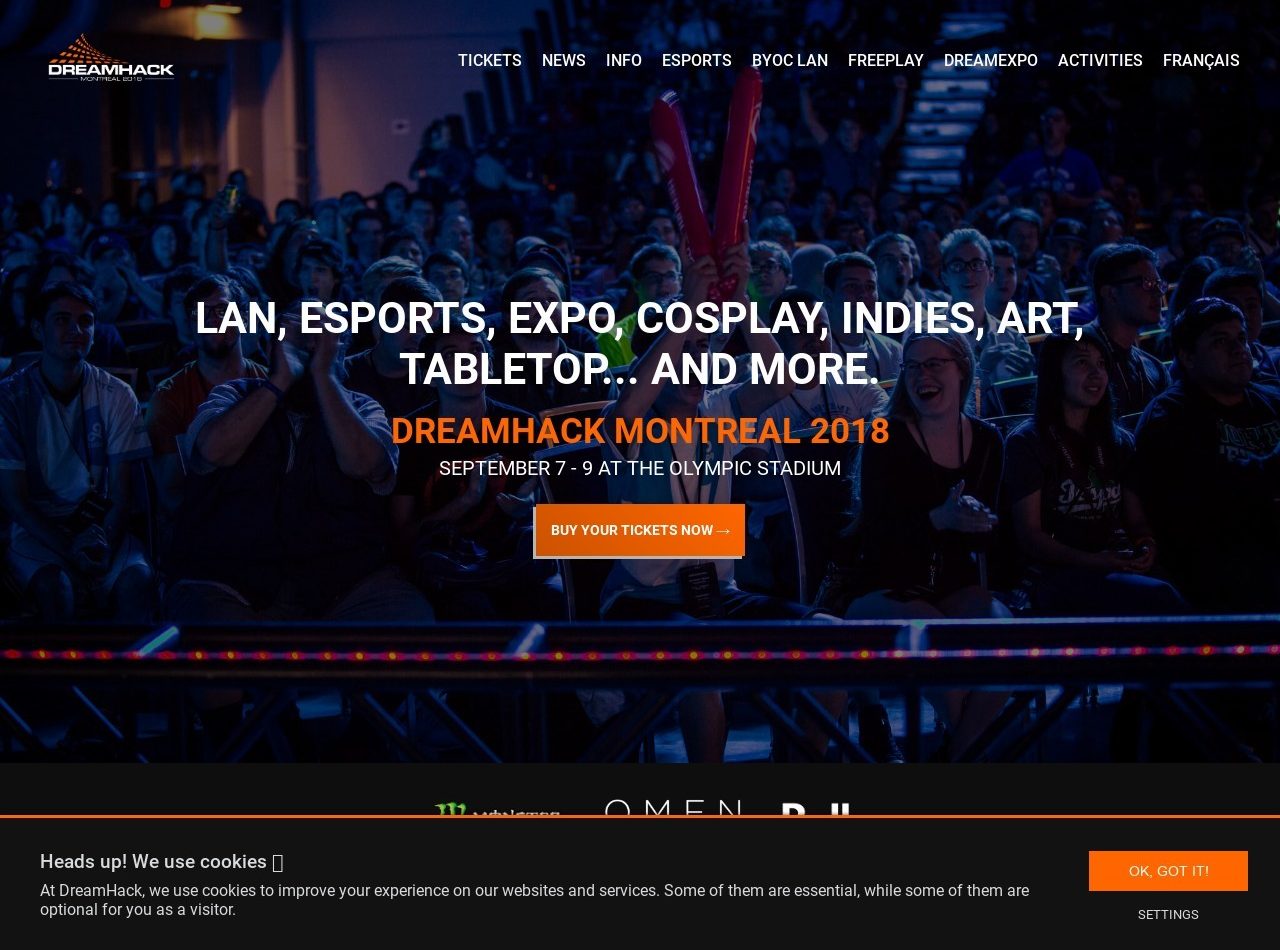 DREAMHACK
MONTREAL 2018
TICKETS NEWS INFO ESPORTS BYOC LAN FREEPLAY DREAMEXPO ACTIVITIES FRANÇAIS
LAN, ESPORTS, EXPO, COSPLAY, INDIES, ART,
TABLETOP... AND MORE.
DREAMHACK MONTREAL 2018
SEPTEMBER 7 - 9 AT THE OLYMPIC STADIUM
BUY YOUR TICKETS NOW →
OMEN
Heads up! We use cookies
At DreamHack, we use cookies to improve your experience on our websites and services. Some of them are essential, while some of them are
optional for you as a visitor.
OK, GOT IT!
SETTINGS